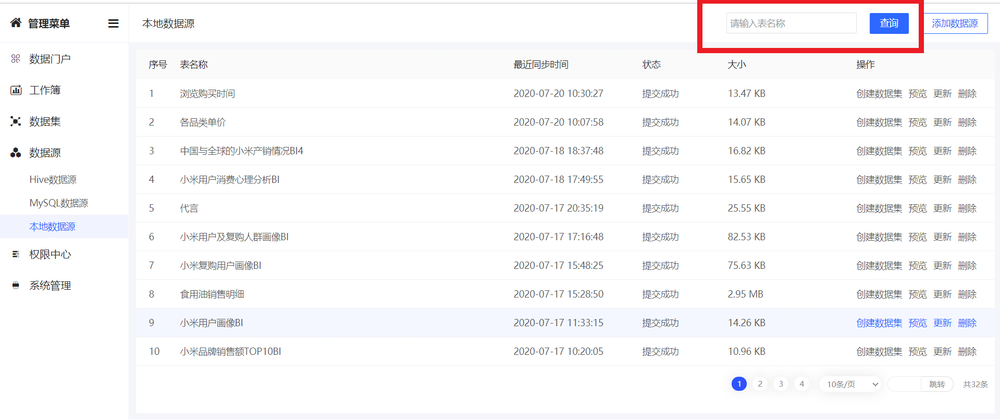 管理菜单
本地数据源
请输入表名称
查询
添加数据源
数据门户
工作簿
数据集
数据源
Hive数据源
MySQL数据源
本地数据源
权限中心
系统管理
序号 表名称 最近同步时间 状态 大小 操作
1 浏览购买时间 2020-07-20 10:30:27 提交成功 13.47 KB 创建数据集 预览 更新 删除
2 各品类单价 2020-07-20 10:07:58 提交成功 14.07 KB 创建数据集 预览 更新 删除
3 中国与全球的小米产销情况BI4 2020-07-18 18:37:48 提交成功 16.82 KB 创建数据集 预览 更新 删除
4 小米用户消费心理分析BI 2020-07-18 17:49:55 提交成功 15.65 KB 创建数据集 预览 更新 删除
5 代言 2020-07-17 20:35:19 提交成功 25.55 KB 创建数据集 预览 更新 删除
6 小米用户及复购人群画像BI 2020-07-17 17:16:48 提交成功 82.53 KB 创建数据集 预览 更新 删除
7 小米复购用户画像BI 2020-07-17 15:48:25 提交成功 75.63 KB 创建数据集 预览 更新 删除
8 食用油销售明细 2020-07-17 15:28:50 提交成功 2.95 MB 创建数据集 预览 更新 删除
9 小米用户画像BI 2020-07-17 11:33:15 提交成功 14.26 KB 创建数据集 预览 更新 删除
10 小米品牌销售额TOP10BI 2020-07-17 10:20:05 提交成功 10.96 KB 创建数据集 预览 更新 删除
1 2 3 4 10条/页 跳转 共32条